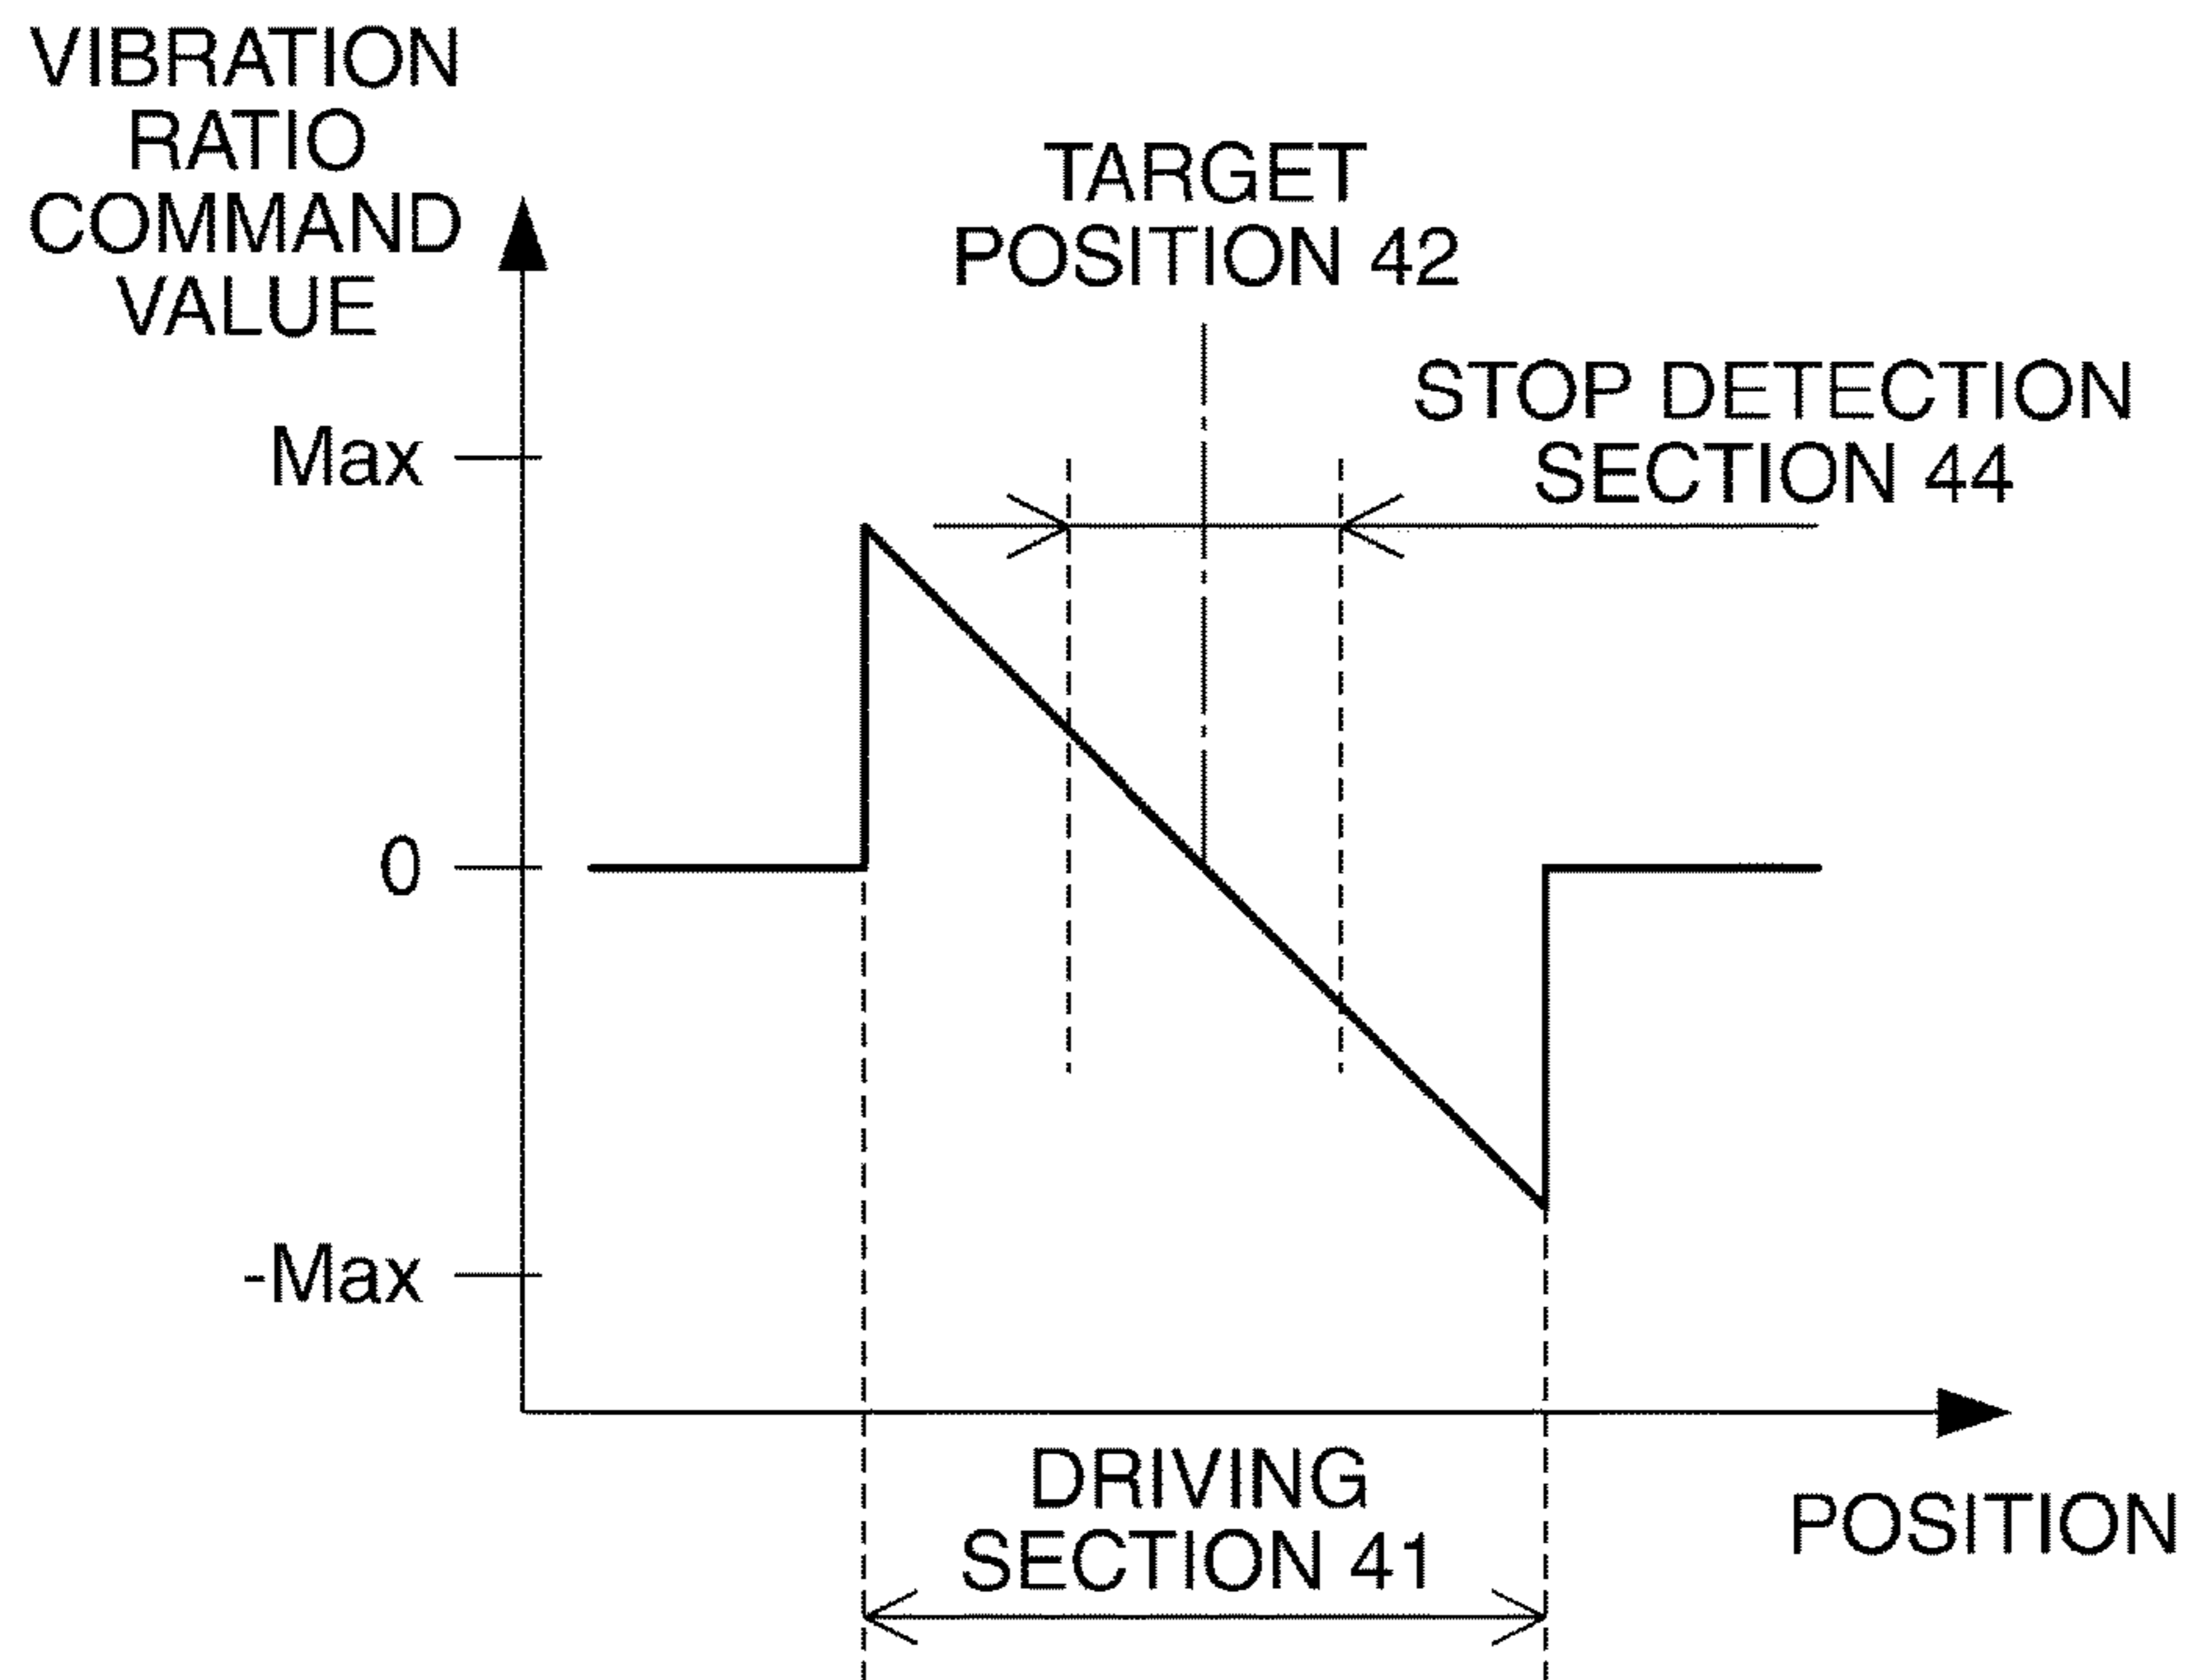 VIBRATION
RATIO
COMMAND
VALUE
TARGET
POSITION 42
STOP DETECTION
SECTION 44
Max
0
-Max
DRIVING
SECTION 41
POSITION